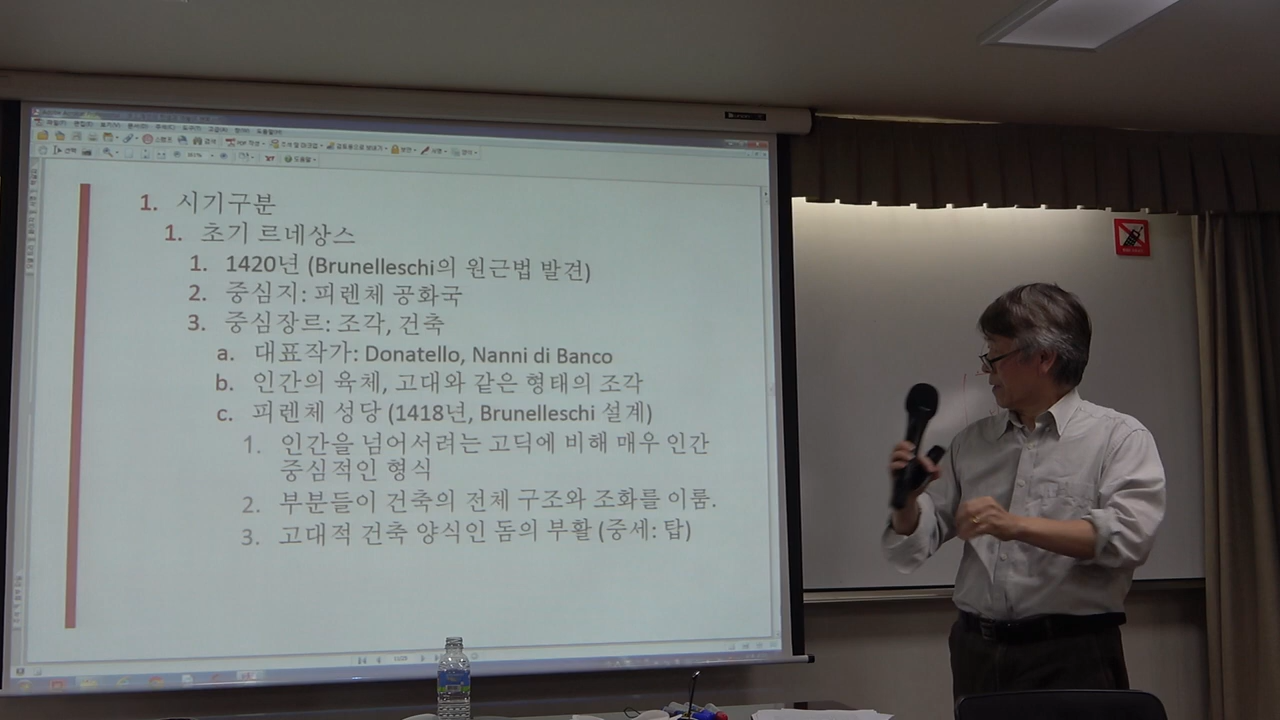 1. 시기구분
1. 초기 르네상스
1. 1420년 (Brunelleschi의 원근법 발견)
2. 중심지: 피렌체 공화국
3. 중심장르: 조각, 건축
a. 대표작가: Donatello, Nanni di Banco
b. 인간의 육체, 고대와 같은 형태의 조각
c. 피렌체 성당 (1418년, Brunelleschi 설계)
1. 인간을 넘어서려는 고딕에 비해 매우 인간
중심적인 형식
2. 부분들이 건축의 전체 구조와 조화를 이룸.
3. 고대적 건축 양식인 돔의 부활 (중세: 탑)